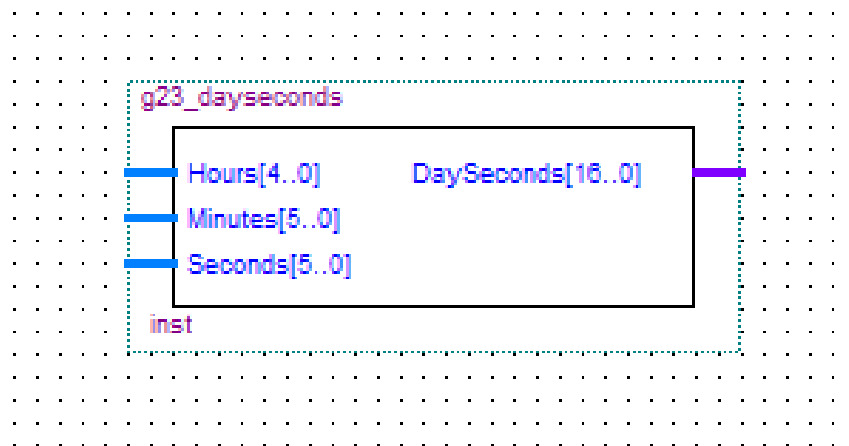 g23_dayseconds
Hours[4..0] DaySeconds[16..0]
Minutes[5..0]
Seconds[5..0]
inst